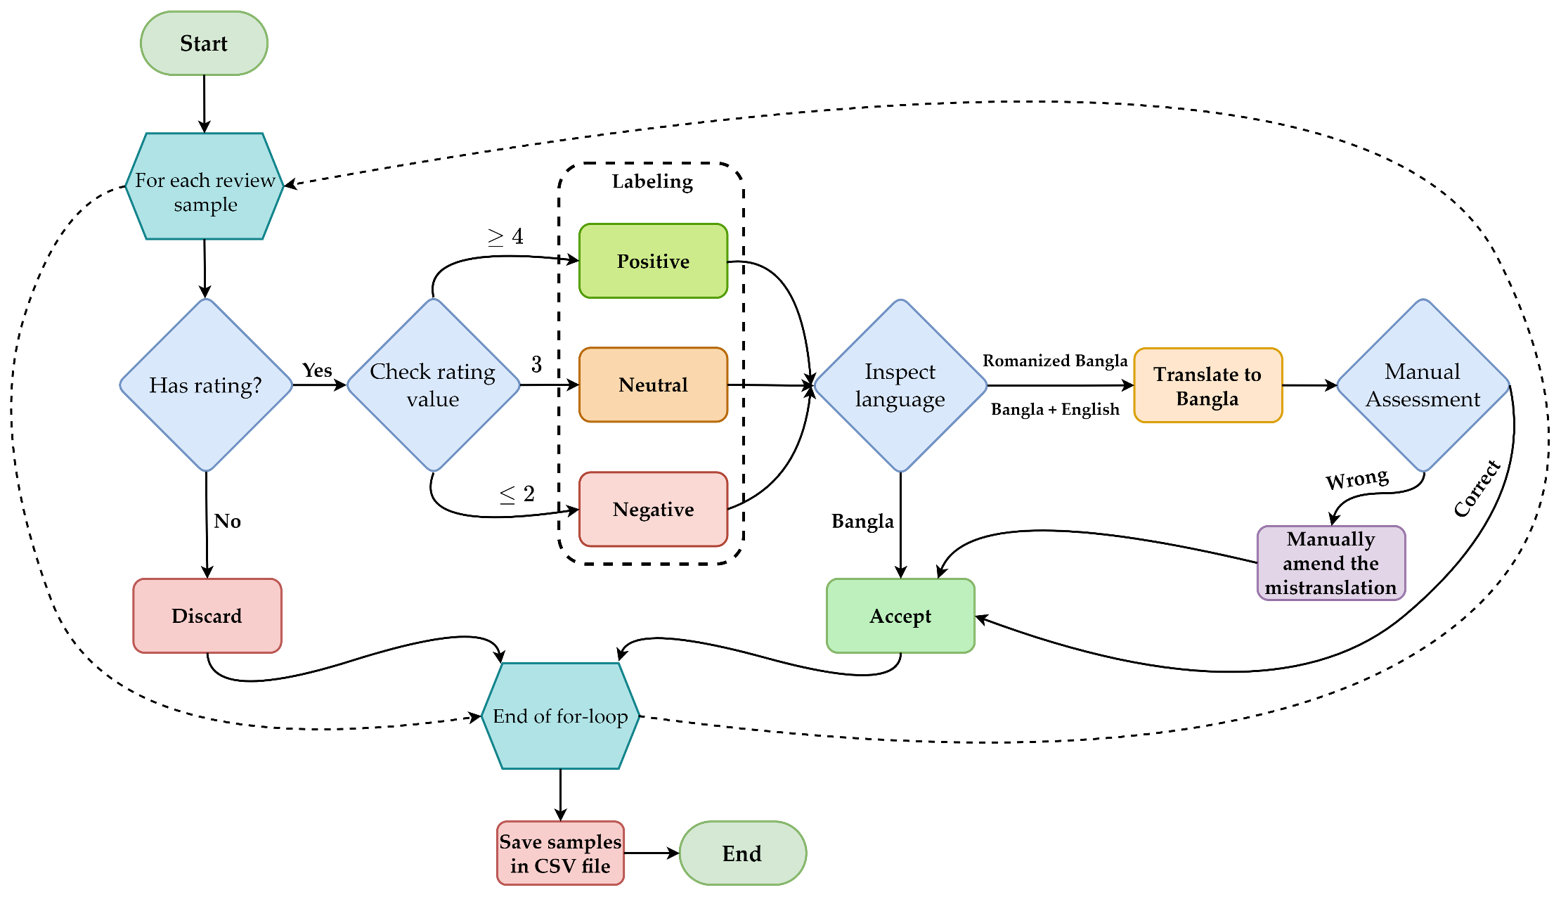 Start
For each review
sample
Labeling
≥ 4
Positive
Has rating?
Yes
Check rating
value
3
Neutral
Inspect
language
Romanized Bangla
Bangla + English
Translate to
Bangla
Manual
Assessment
≤ 2
Negative
No
Bangla
Wrong
Correct
Manually
amend the
mistranslation
Discard
Accept
End of for-loop
Save samples
in CSV file
End